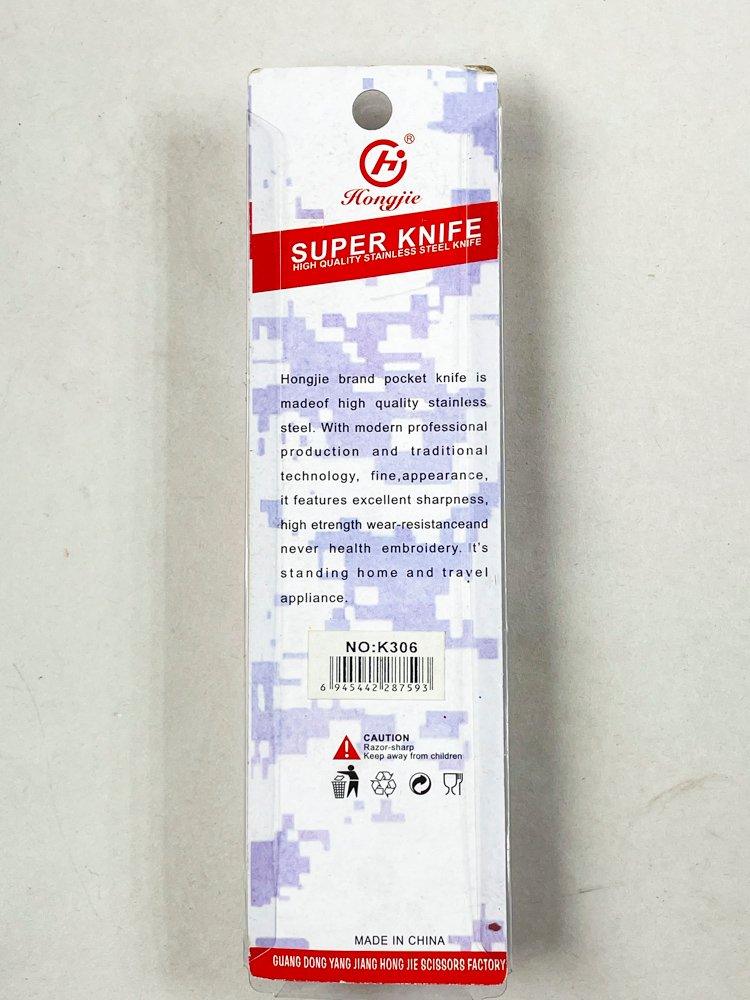 ®
Hongjie
SUPER KNIFE
HIGH QUALITY STAINLESS STEEL KNIFE
Hongjie brand pocket knife is
madeof high quality stainless
steel. With modern professional
production and traditional
technology, fine,appearance,
it features excellent sharpness,
high etrength wear-resistanceand
never health embroidery. It's
standing home and travel
appliance.
NO:K306
6 945442 287593
CAUTION
Razor-sharp
Keep away from children
MADE IN CHINA
GUANG DONG YANG JIANG HONG JIE SCISSORS FACTORY